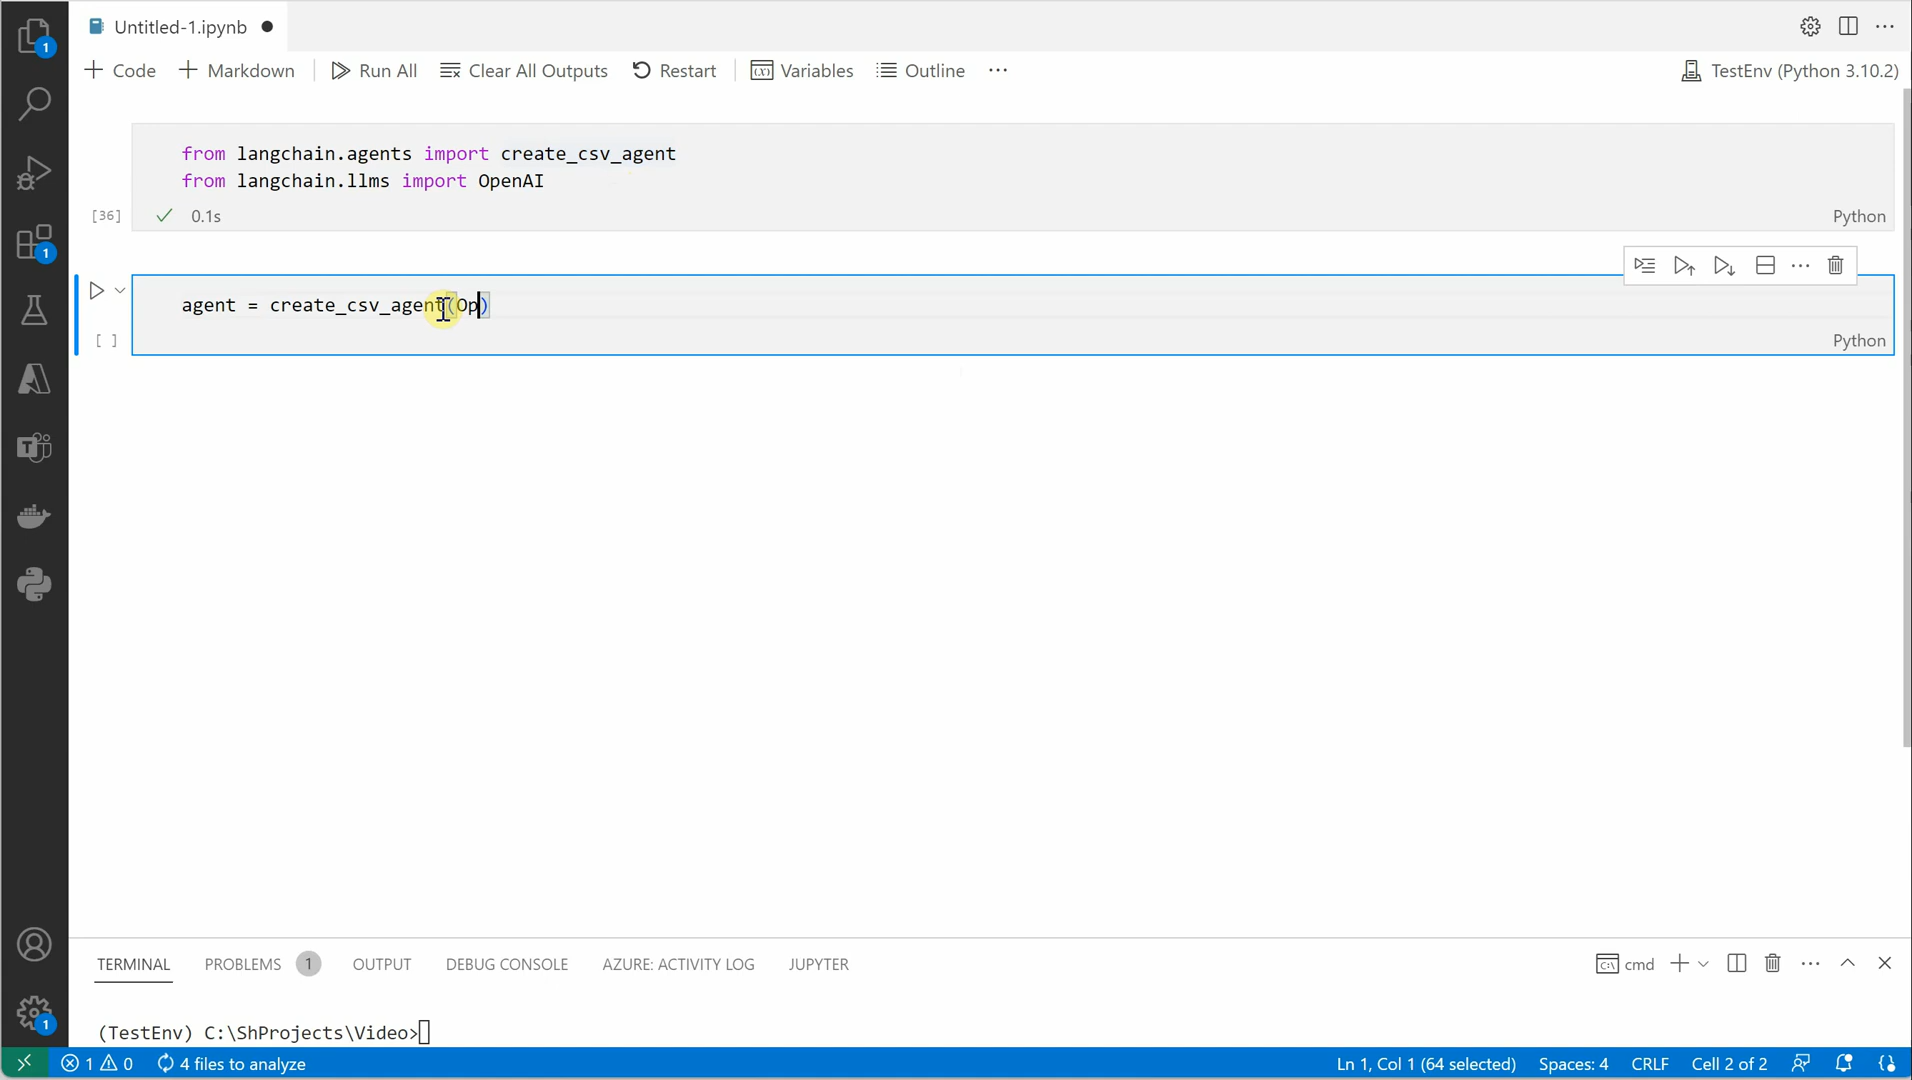 Untitled-1.ipynb
Code Markdown Run All Clear All Outputs Restart Variables Outline ... TestEnv (Python 3.10.2)
from langchain.agents import create_csv_agent
from langchain.llms import OpenAI
[36] 0.1s Python
agent = create_csv_agent(Op)
[ ] Python
TERMINAL PROBLEMS 1 OUTPUT DEBUG CONSOLE AZURE: ACTIVITY LOG JUPYTER cmd
(TestEnv) C:\ShProjects\Video>
1 0 4 files to analyze Ln 1, Col 1 (64 selected) Spaces: 4 CRLF Cell 2 of 2
1
1
1